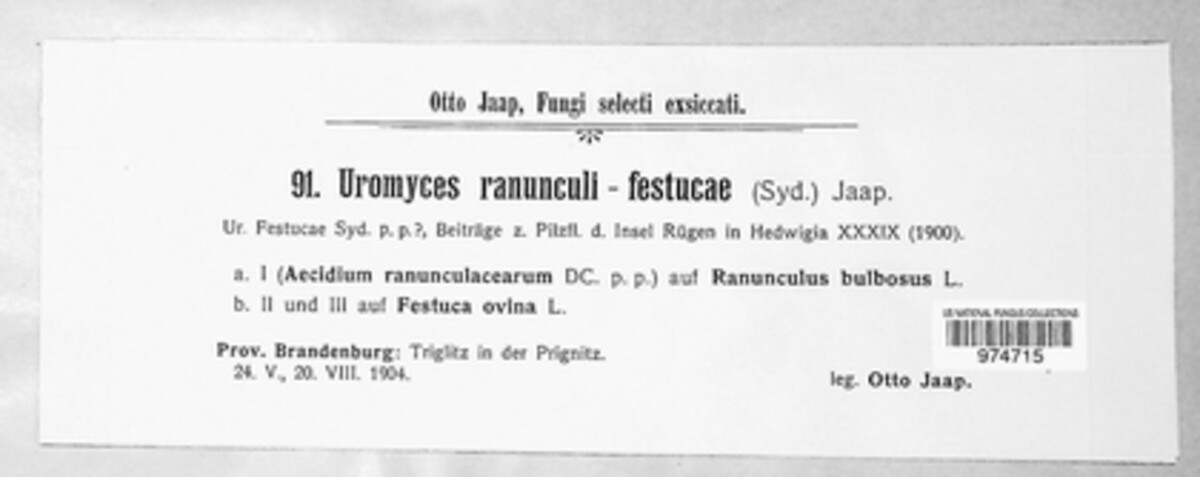 Otto Jaap, Fungi selecti exsiccati.
91. Uromyces ranunculi - festucae (Syd.) Jaap.
Ur. Festucae Syd. p. p.?, Beiträge z. Pilzfl. d. Insel Rügen in Hedwigia XXXIX (1900).
a. I (Aecidium ranunculacearum DC. p. p.) auf Ranunculus bulbosus L.
b. II und III auf Festuca ovina L.
US NATIONAL FUNGUS COLLECTIONS
974715
Prov. Brandenburg: Triglitz in der Prignitz.
24. V., 20. VIII. 1904.
leg. Otto Jaap.